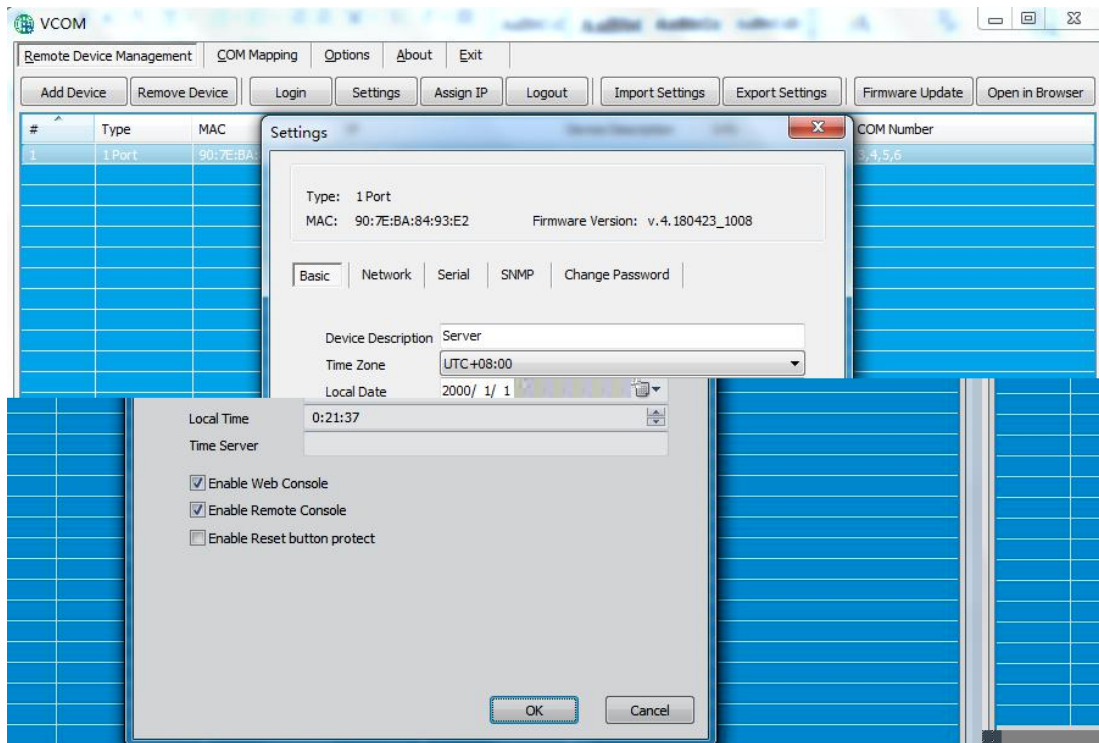 VCOM
Remote Device Management COM Mapping Options About Exit
Add Device Remove Device Login Settings Assign IP Logout Import Settings Export Settings Firmware Update Open in Browser
# Type MAC COM Number
1 1 Port 90:7E:BA: 3,4,5,6
Settings
Type: 1 Port
MAC: 90:7E:BA:84:93:E2 Firmware Version: v.4.180423_1008
Basic Network Serial SNMP Change Password
Device Description Server
Time Zone UTC+08:00
Local Date 2000/ 1/ 1
Local Time 0:21:37
Time Server
Enable Web Console
Enable Remote Console
Enable Reset button protect
OK Cancel